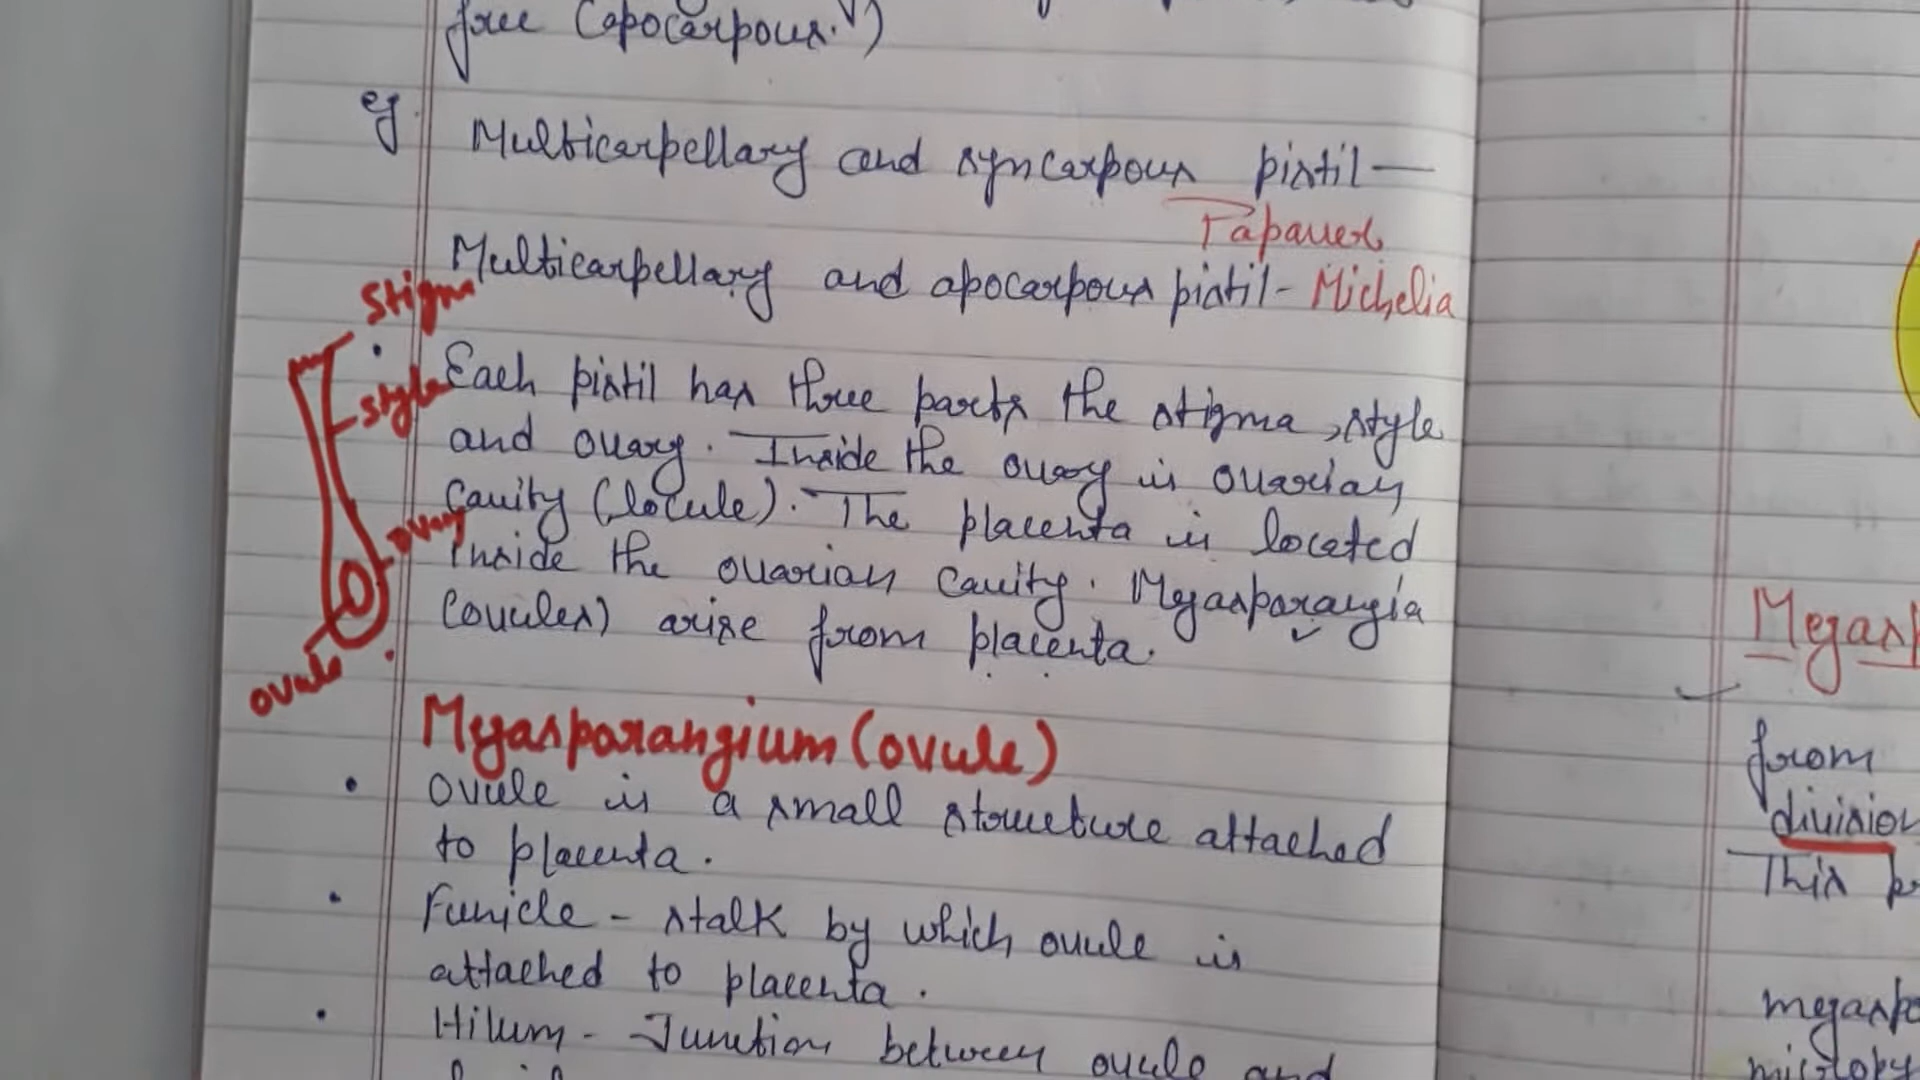 free (apocarpous.)
eg. Multicarpellary and syncarpous pistil—
Papaver
Multicarpellary and apocarpous pistil- Michelia
Stigma
style
ovary
ovule
Each pistil has three parts the stigma, style
and ovary. Inside the ovary is ovarian
cavity (locule). The placenta is located
inside the ovarian cavity. Megasporangia
(ovules) arise from placenta.
Megasporangium (ovule)
• Ovule is a small structure attached
to placenta.
• Funicle - stalk by which ovule is
attached to placenta.
• Hilum - Junction between ovule and
from
division
This